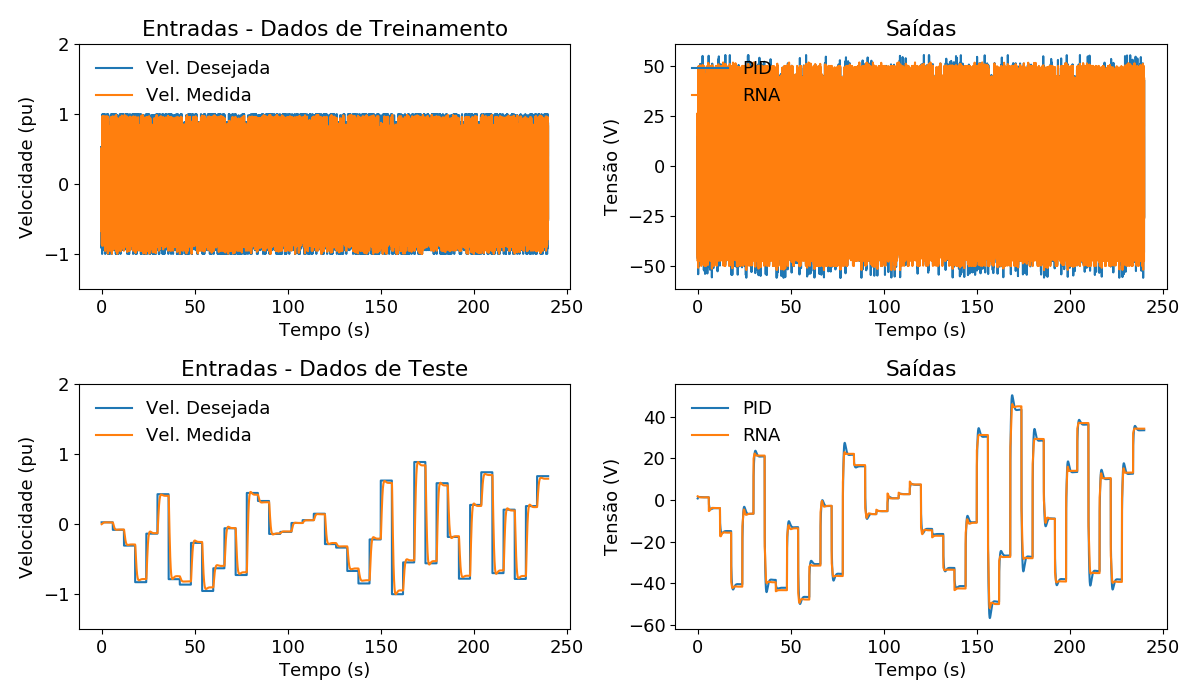 Entradas - Dados de Treinamento
2
1
0
−1
Velocidade (pu)
Vel. Desejada
Vel. Medida
0
50
100
150
200
250
Tempo (s)
Saídas
50
25
0
−25
−50
Tensão (V)
PID
RNA
0
50
100
150
200
250
Tempo (s)
Entradas - Dados de Teste
2
1
0
−1
Velocidade (pu)
Vel. Desejada
Vel. Medida
0
50
100
150
200
250
Tempo (s)
Saídas
40
20
0
−20
−40
−60
Tensão (V)
PID
RNA
0
50
100
150
200
250
Tempo (s)